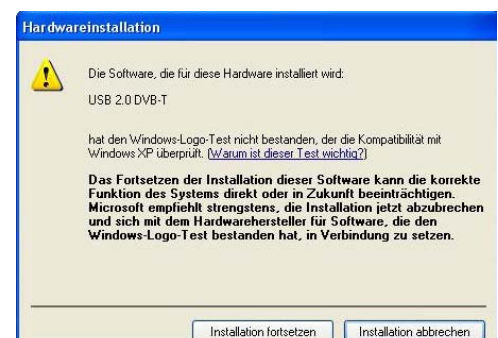 Hardwareinstallation
Die Software, die für diese Hardware installiert wird:
USB 2.0 DVB-T
hat den Windows-Logo-Test nicht bestanden, der die Kompatibilität mit
Windows XP überprüft. (Warum ist dieser Test wichtig?)
Das Fortsetzen der Installation dieser Software kann die korrekte
Funktion des Systems direkt oder in Zukunft beeinträchtigen.
Microsoft empfiehlt strengstens, die Installation jetzt abzubrechen
und sich mit dem Hardwarehersteller für Software, die den
Windows-Logo-Test bestanden hat, in Verbindung zu setzen.
Installation fortsetzen Installation abbrechen